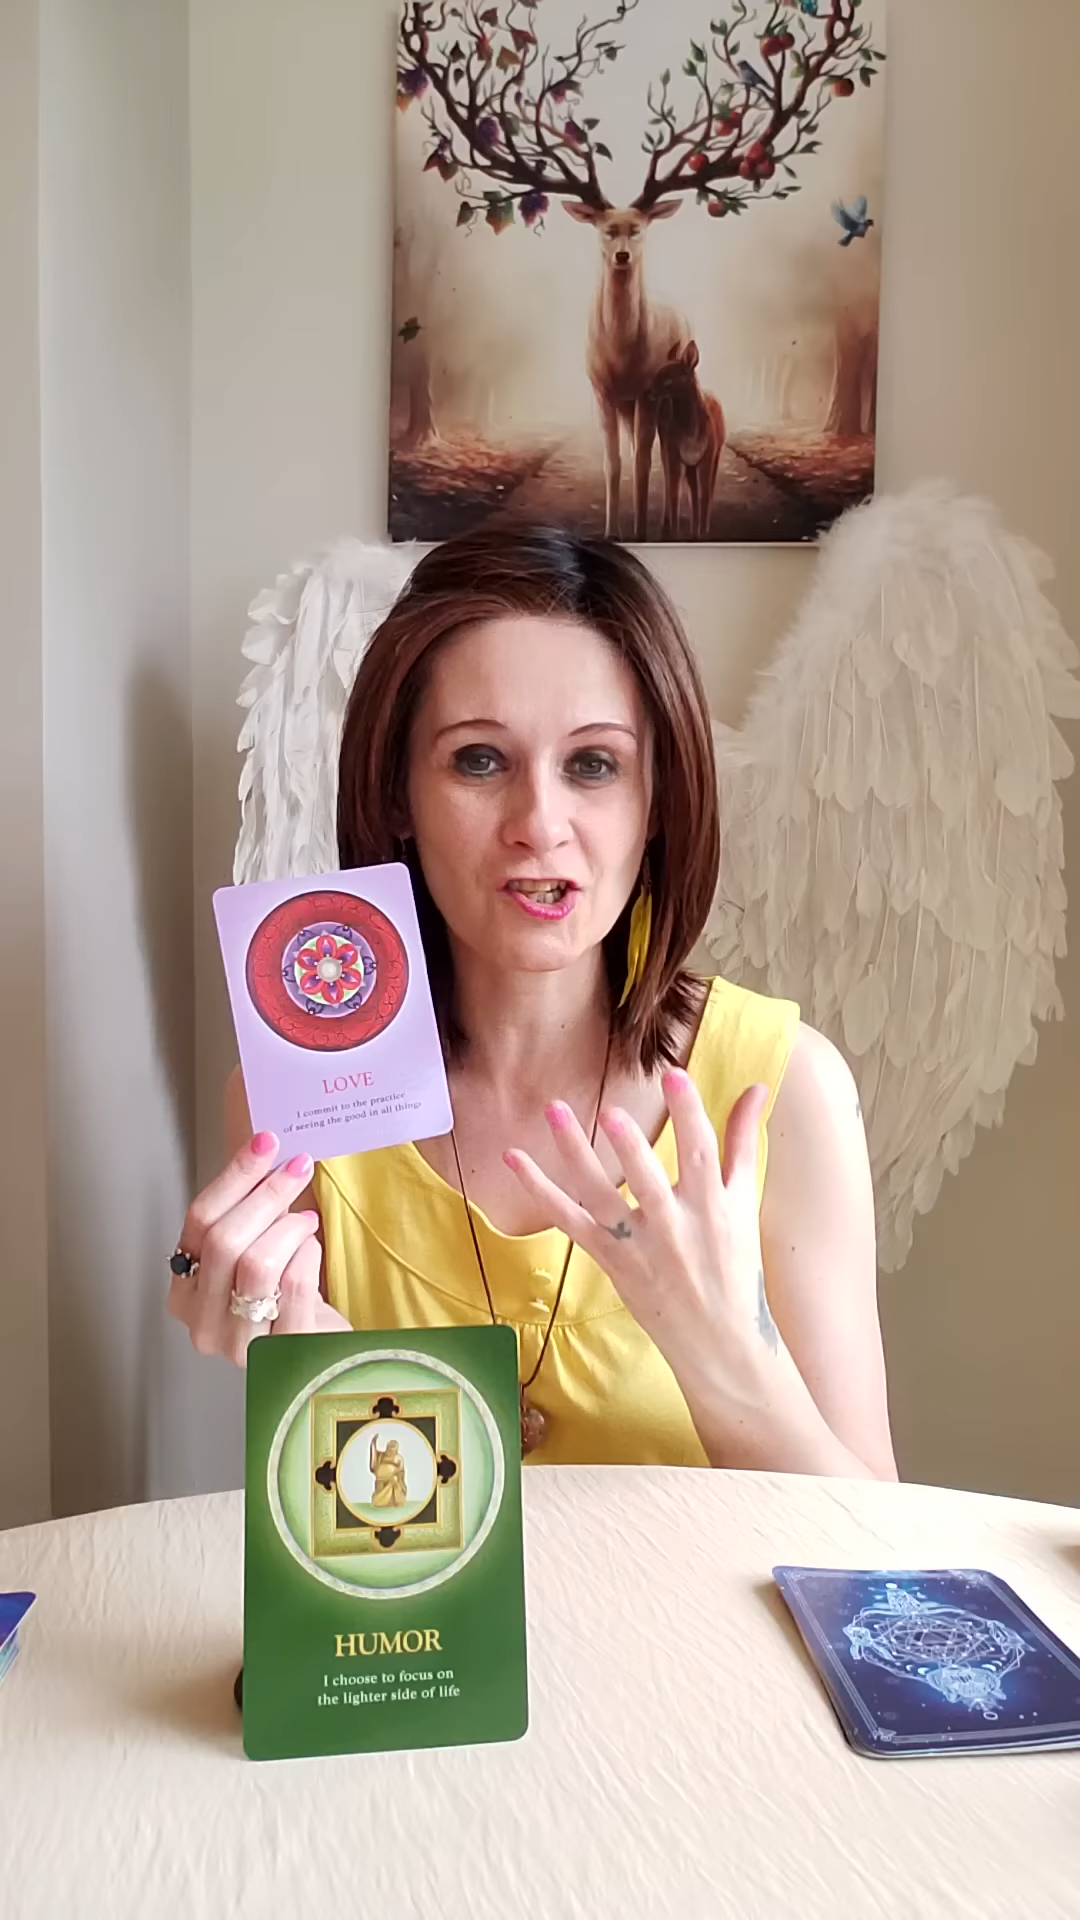 LOVE
I commit to the practice
of seeing the good in all things
HUMOR
I choose to focus on
the lighter side of life